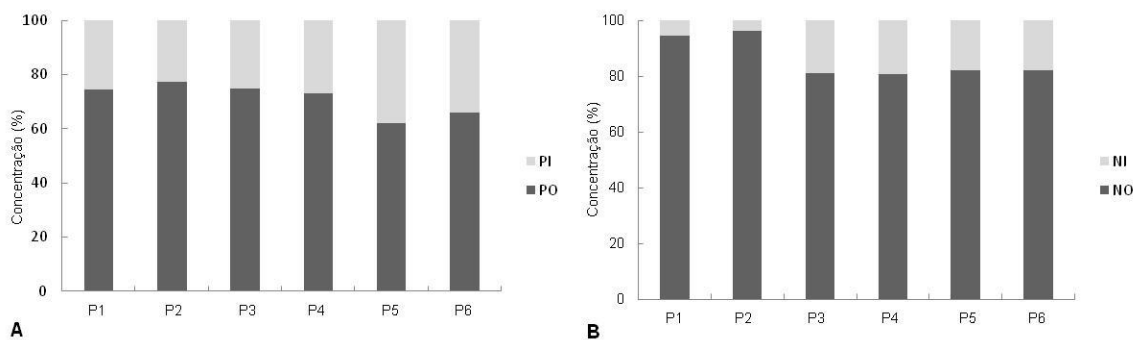 Concentração (%)
100
80
60
40
20
0
P1 P2 P3 P4 P5 P6
PI
PO
A
Concentração (%)
100
80
60
40
20
0
P1 P2 P3 P4 P5 P6
NI
NO
B